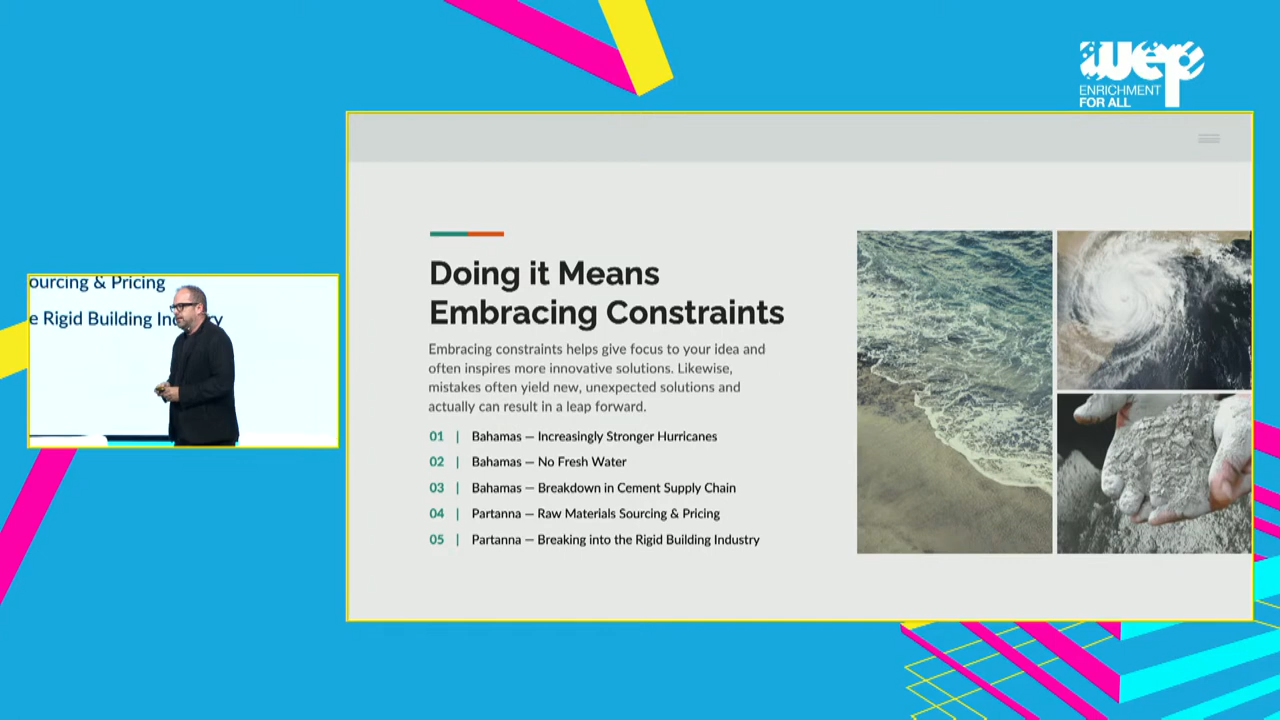 iwep
ENRICHMENT
FOR ALL
Doing it Means
Embracing Constraints
Embracing constraints helps give focus to your idea and
often inspires more innovative solutions. Likewise,
mistakes often yield new, unexpected solutions and
actually can result in a leap forward.
01 | Bahamas — Increasingly Stronger Hurricanes
02 | Bahamas — No Fresh Water
03 | Bahamas — Breakdown in Cement Supply Chain
04 | Partanna — Raw Materials Sourcing & Pricing
05 | Partanna — Breaking into the Rigid Building Industry
ourcing & Pricing
e Rigid Building In